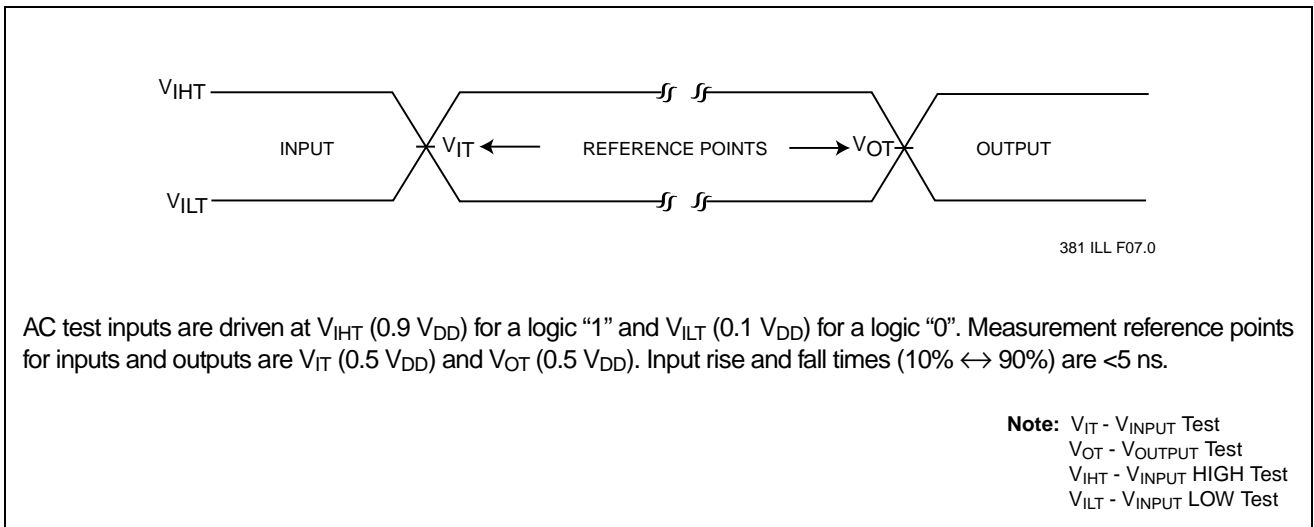 VIHT
INPUT VIT REFERENCE POINTS VOT OUTPUT
VILT
381 ILL F07.0
AC test inputs are driven at VIHT (0.9 VDD) for a logic “1” and VILT (0.1 VDD) for a logic “0”. Measurement reference points
for inputs and outputs are VIT (0.5 VDD) and VOT (0.5 VDD). Input rise and fall times (10% ↔ 90%) are <5 ns.
Note: VIT - VINPUT Test
VOT - VOUTPUT Test
VIHT - VINPUT HIGH Test
VILT - VINPUT LOW Test